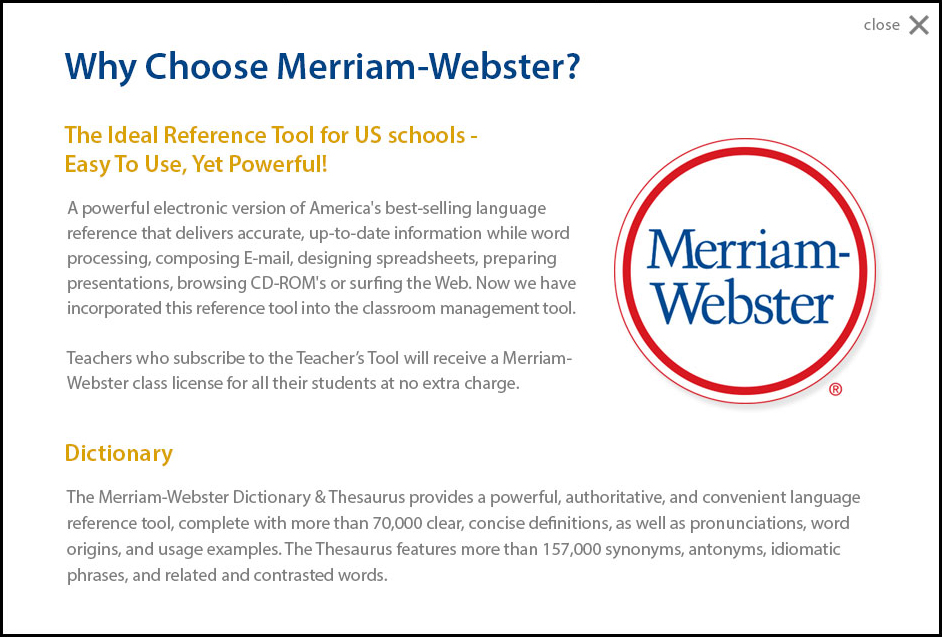 close
Why Choose Merriam-Webster?
The Ideal Reference Tool for US schools -
Easy To Use, Yet Powerful!
A powerful electronic version of America's best-selling language
reference that delivers accurate, up-to-date information while word
processing, composing E-mail, designing spreadsheets, preparing
presentations, browsing CD-ROM's or surfing the Web. Now we have
incorporated this reference tool into the classroom management tool.
Teachers who subscribe to the Teacher’s Tool will receive a Merriam-
Webster class license for all their students at no extra charge.
Merriam-
Webster
®
Dictionary
The Merriam-Webster Dictionary & Thesaurus provides a powerful, authoritative, and convenient language
reference tool, complete with more than 70,000 clear, concise definitions, as well as pronunciations, word
origins, and usage examples. The Thesaurus features more than 157,000 synonyms, antonyms, idiomatic
phrases, and related and contrasted words.